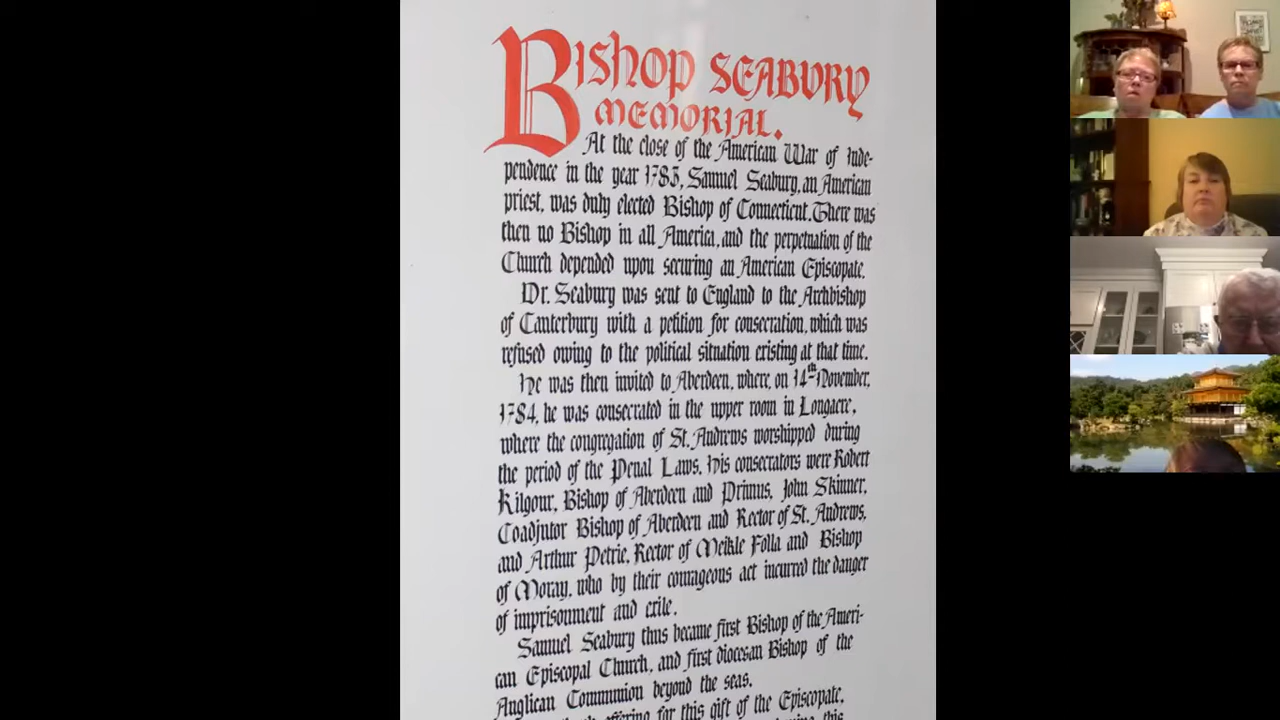 Bishop Seabury
Memorial.
At the close of the American War of Inde-
pendence in the year 1783, Samuel Seabury, an American
priest, was duly elected Bishop of Connecticut. There was
then no Bishop in all America, and the perpetuation of the
Church depended upon securing an American Episcopate.
Dr. Seabury was sent to England to the Archbishop
of Canterbury with a petition for consecration, which was
refused owing to the political situation existing at that time.
He was then invited to Aberdeen, where, on 14th November,
1784, he was consecrated in the upper room in Longacre,
where the congregation of St. Andrews worshipped during
the period of the Penal Laws. His consecrators were Robert
Kilgour, Bishop of Aberdeen and Primus, John Skinner,
Coadjutor Bishop of Aberdeen and Rector of St. Andrews,
and Arthur Petrie, Rector of Meikle Folla and Bishop
of Moray, who by their courageous act incurred the danger
of imprisonment and exile.
Samuel Seabury thus became first Bishop of the Ameri-
can Episcopal Church, and first diocesan Bishop of the
Anglican Communion beyond the seas.
offering for this gift of the Episcopate,
this